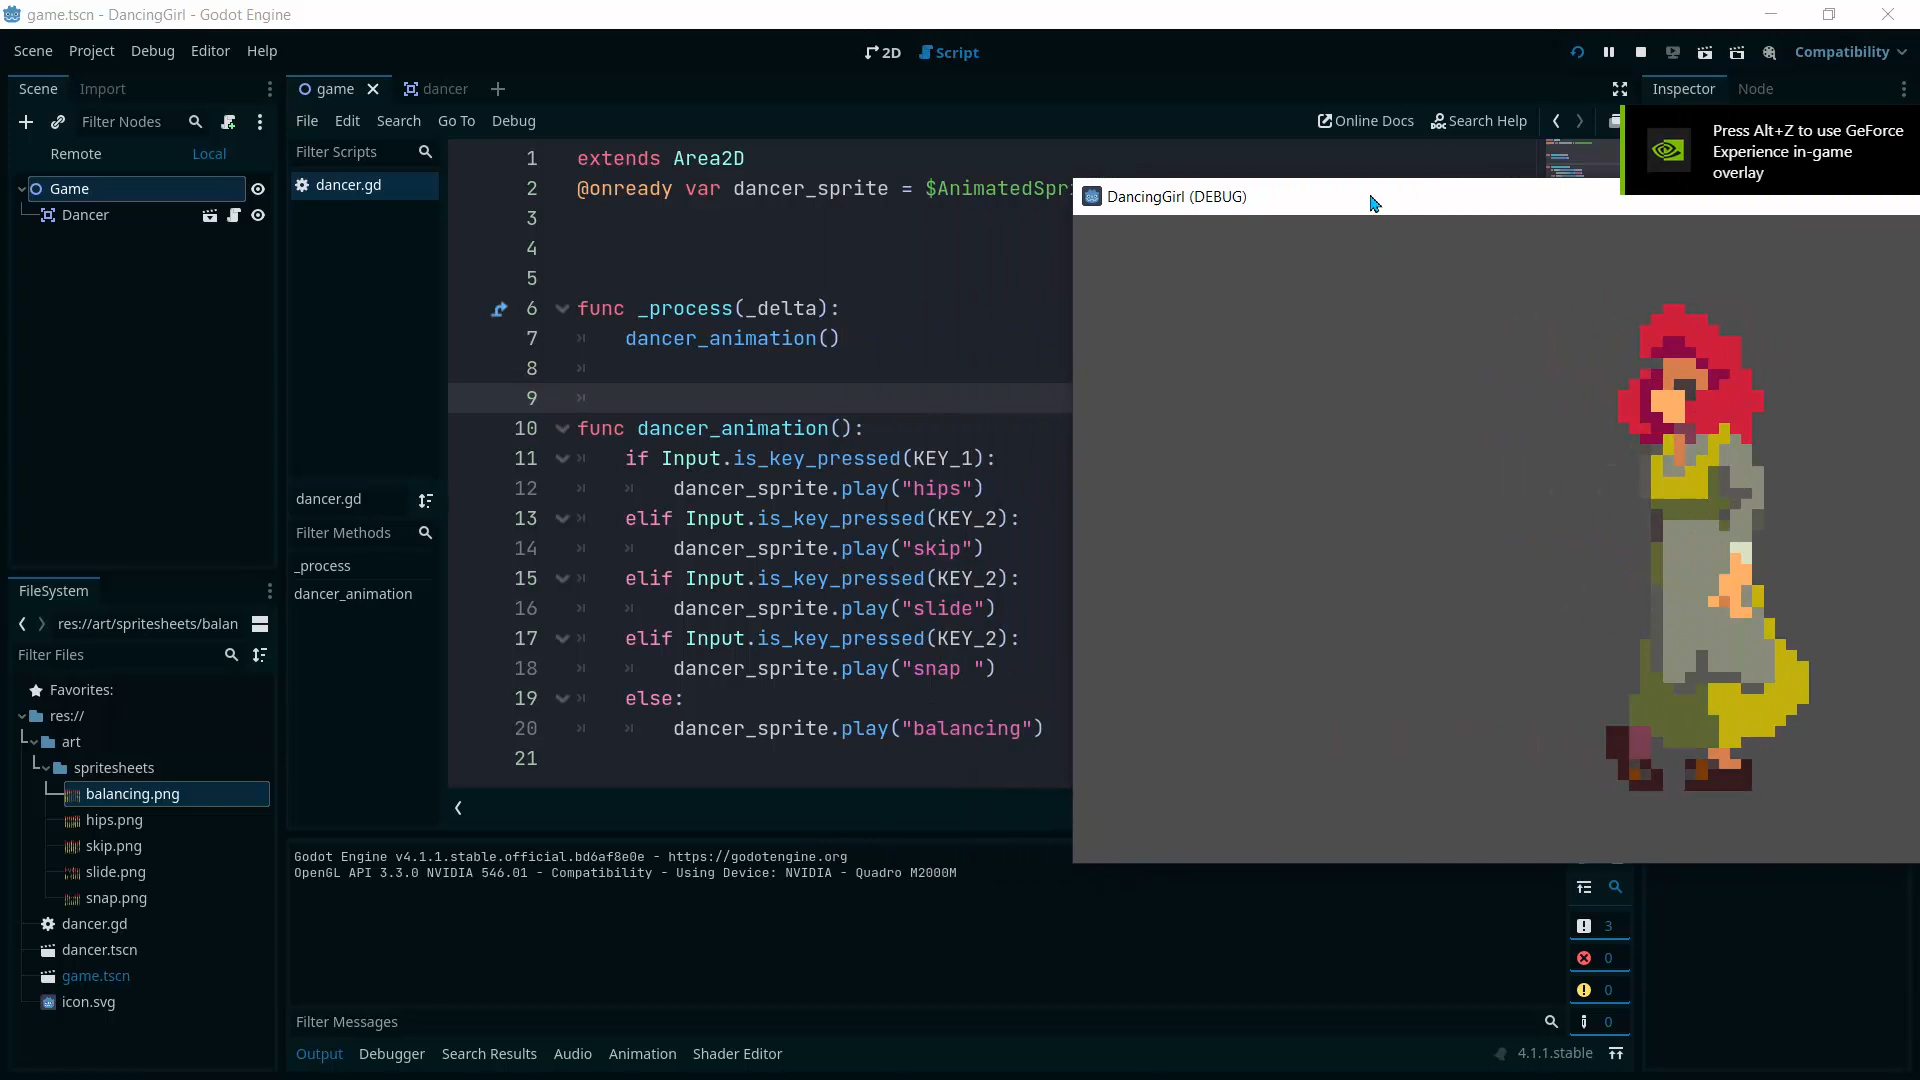 game.tscn - DancingGirl - Godot Engine
Scene Project Debug Editor Help
2D Script
Compatibility
Scene Import
game dancer
Inspector Node
Filter Nodes
File Edit Search Go To Debug
Online Docs Search Help
Press Alt+Z to use GeForce
Experience in-game
overlay
Remote Local
Game
Dancer
Filter Scripts
dancer.gd
dancer.gd
Filter Methods
_process
dancer_animation
1 extends Area2D
2 @onready var dancer_sprite = $AnimatedSpr
3
4
5
6 func _process(_delta):
7 dancer_animation()
8
9
10 func dancer_animation():
11 if Input.is_key_pressed(KEY_1):
12 dancer_sprite.play("hips")
13 elif Input.is_key_pressed(KEY_2):
14 dancer_sprite.play("skip")
15 elif Input.is_key_pressed(KEY_2):
16 dancer_sprite.play("slide")
17 elif Input.is_key_pressed(KEY_2):
18 dancer_sprite.play("snap ")
19 else:
20 dancer_sprite.play("balancing")
21
DancingGirl (DEBUG)
FileSystem
res://art/spritesheets/balan
Filter Files
Favorites:
res://
art
spritesheets
balancing.png
hips.png
skip.png
slide.png
snap.png
dancer.gd
dancer.tscn
game.tscn
icon.svg
Godot Engine v4.1.1.stable.official.bd6af8e0e - https://godotengine.org
OpenGL API 3.3.0 NVIDIA 546.01 - Compatibility - Using Device: NVIDIA - Quadro M2000M
3
0
0
0
Filter Messages
Output Debugger Search Results Audio Animation Shader Editor
4.1.1.stable